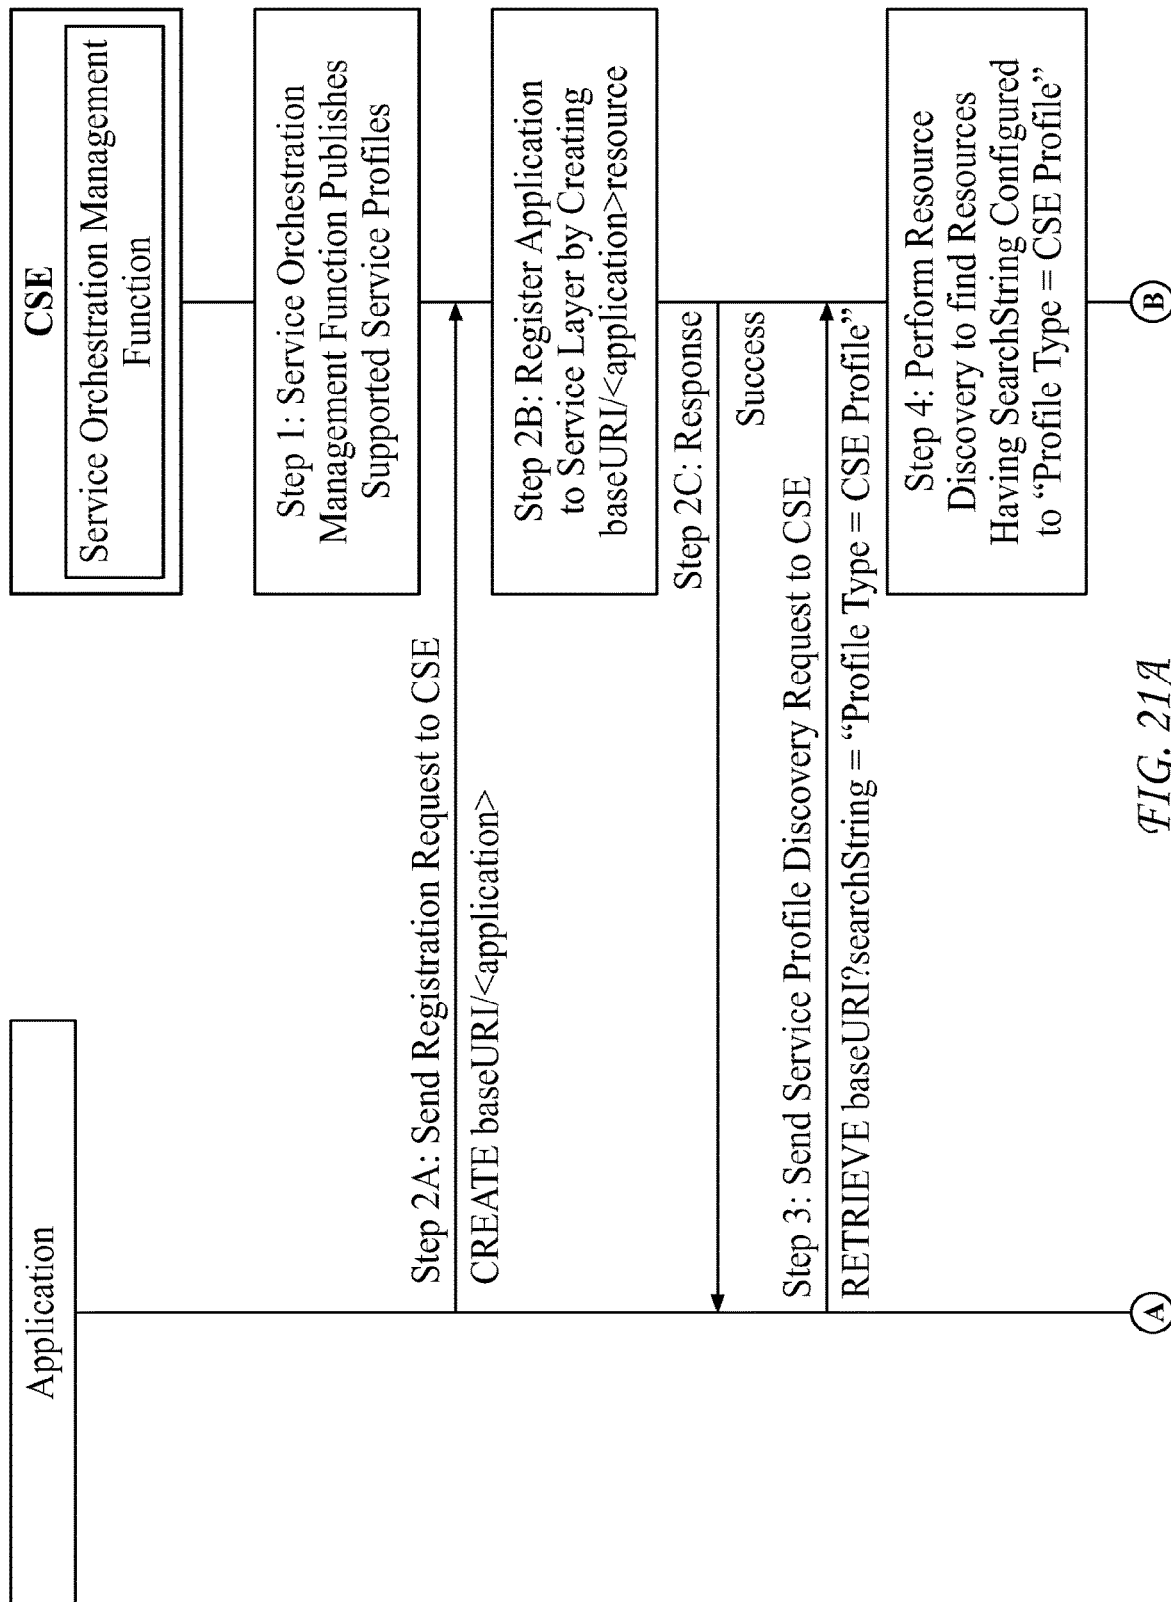 Application
CSE
Service Orchestration Management
Function
Step 1: Service Orchestration
Management Function Publishes
Supported Service Profiles
Step 2A: Send Registration Request to CSE
CREATE baseURI/<application>
Step 2B: Register Application
to Service Layer by Creating
baseURI/<application>resource
Step 2C: Response
Success
Step 3: Send Service Profile Discovery Request to CSE
RETRIEVE baseURI?searchString = “Profile Type = CSE Profile”
Step 4: Perform Resource
Discovery to find Resources
Having SearchString Configured
to “Profile Type = CSE Profile”
A
B
FIG. 21A